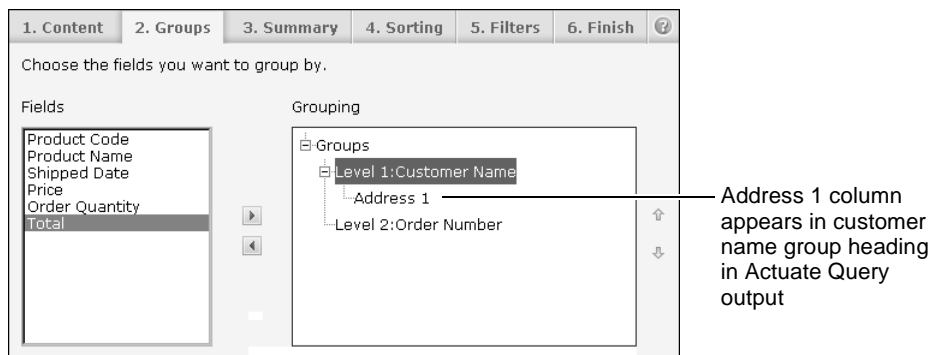 1. Content 2. Groups 3. Summary 4. Sorting 5. Filters 6. Finish ?
Choose the fields you want to group by.
Fields
Product Code
Product Name
Shipped Date
Price
Order Quantity
Total
Grouping
Groups
Level 1:Customer Name
Address 1
Level 2:Order Number
Address 1 column
appears in customer
name group heading
in Actuate Query
output